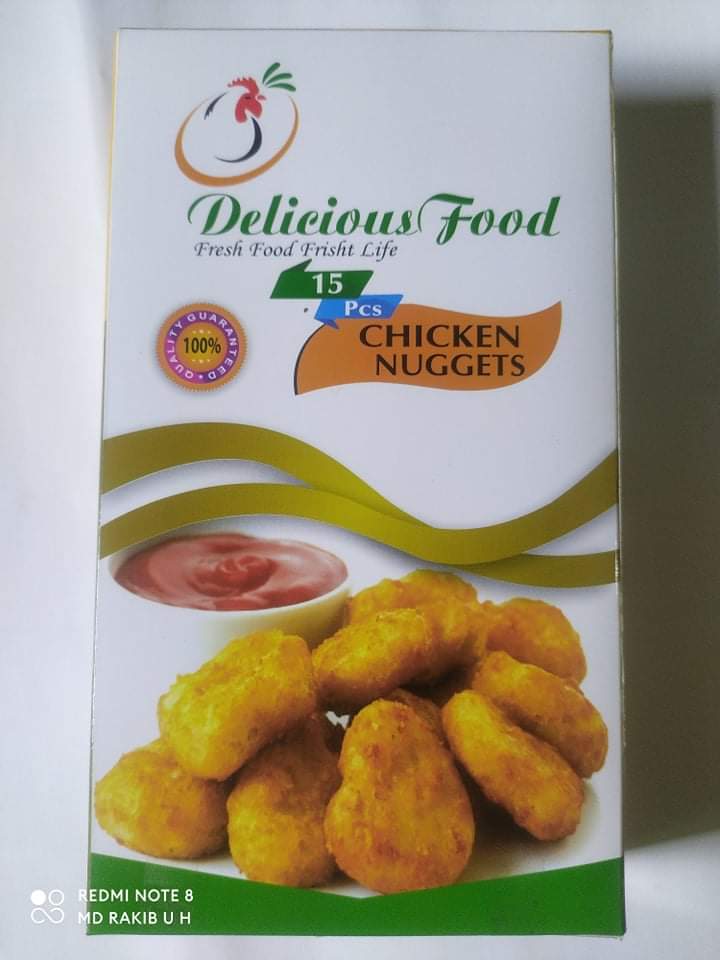 Delicious Food
Fresh Food Frisht Life
15
Pcs
CHICKEN
NUGGETS
QUALITY GUARANTEED
100%
REDMI NOTE 8
MD RAKIB U H